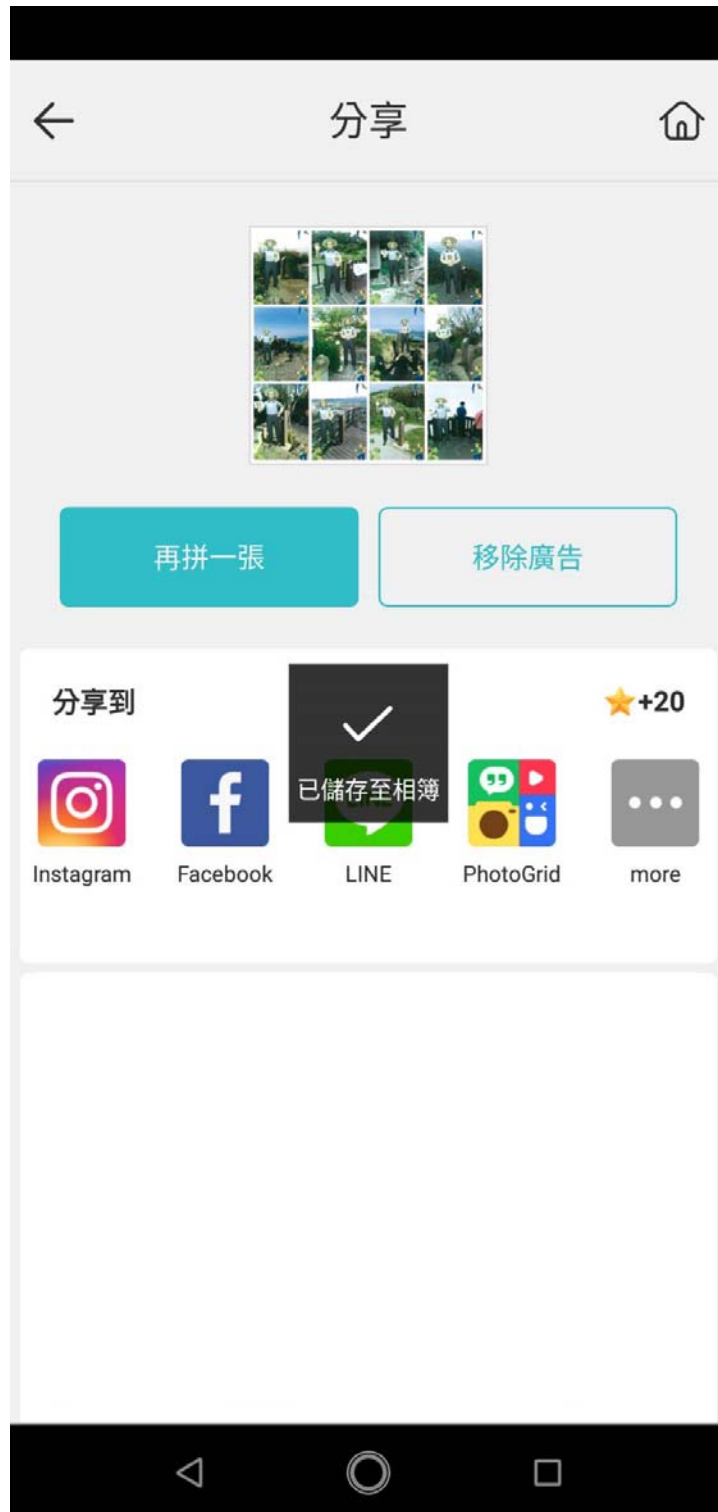 分享
再拼一張
移除廣告
分享到
+20
已儲存至相簿
Instagram
Facebook
LINE
PhotoGrid
more